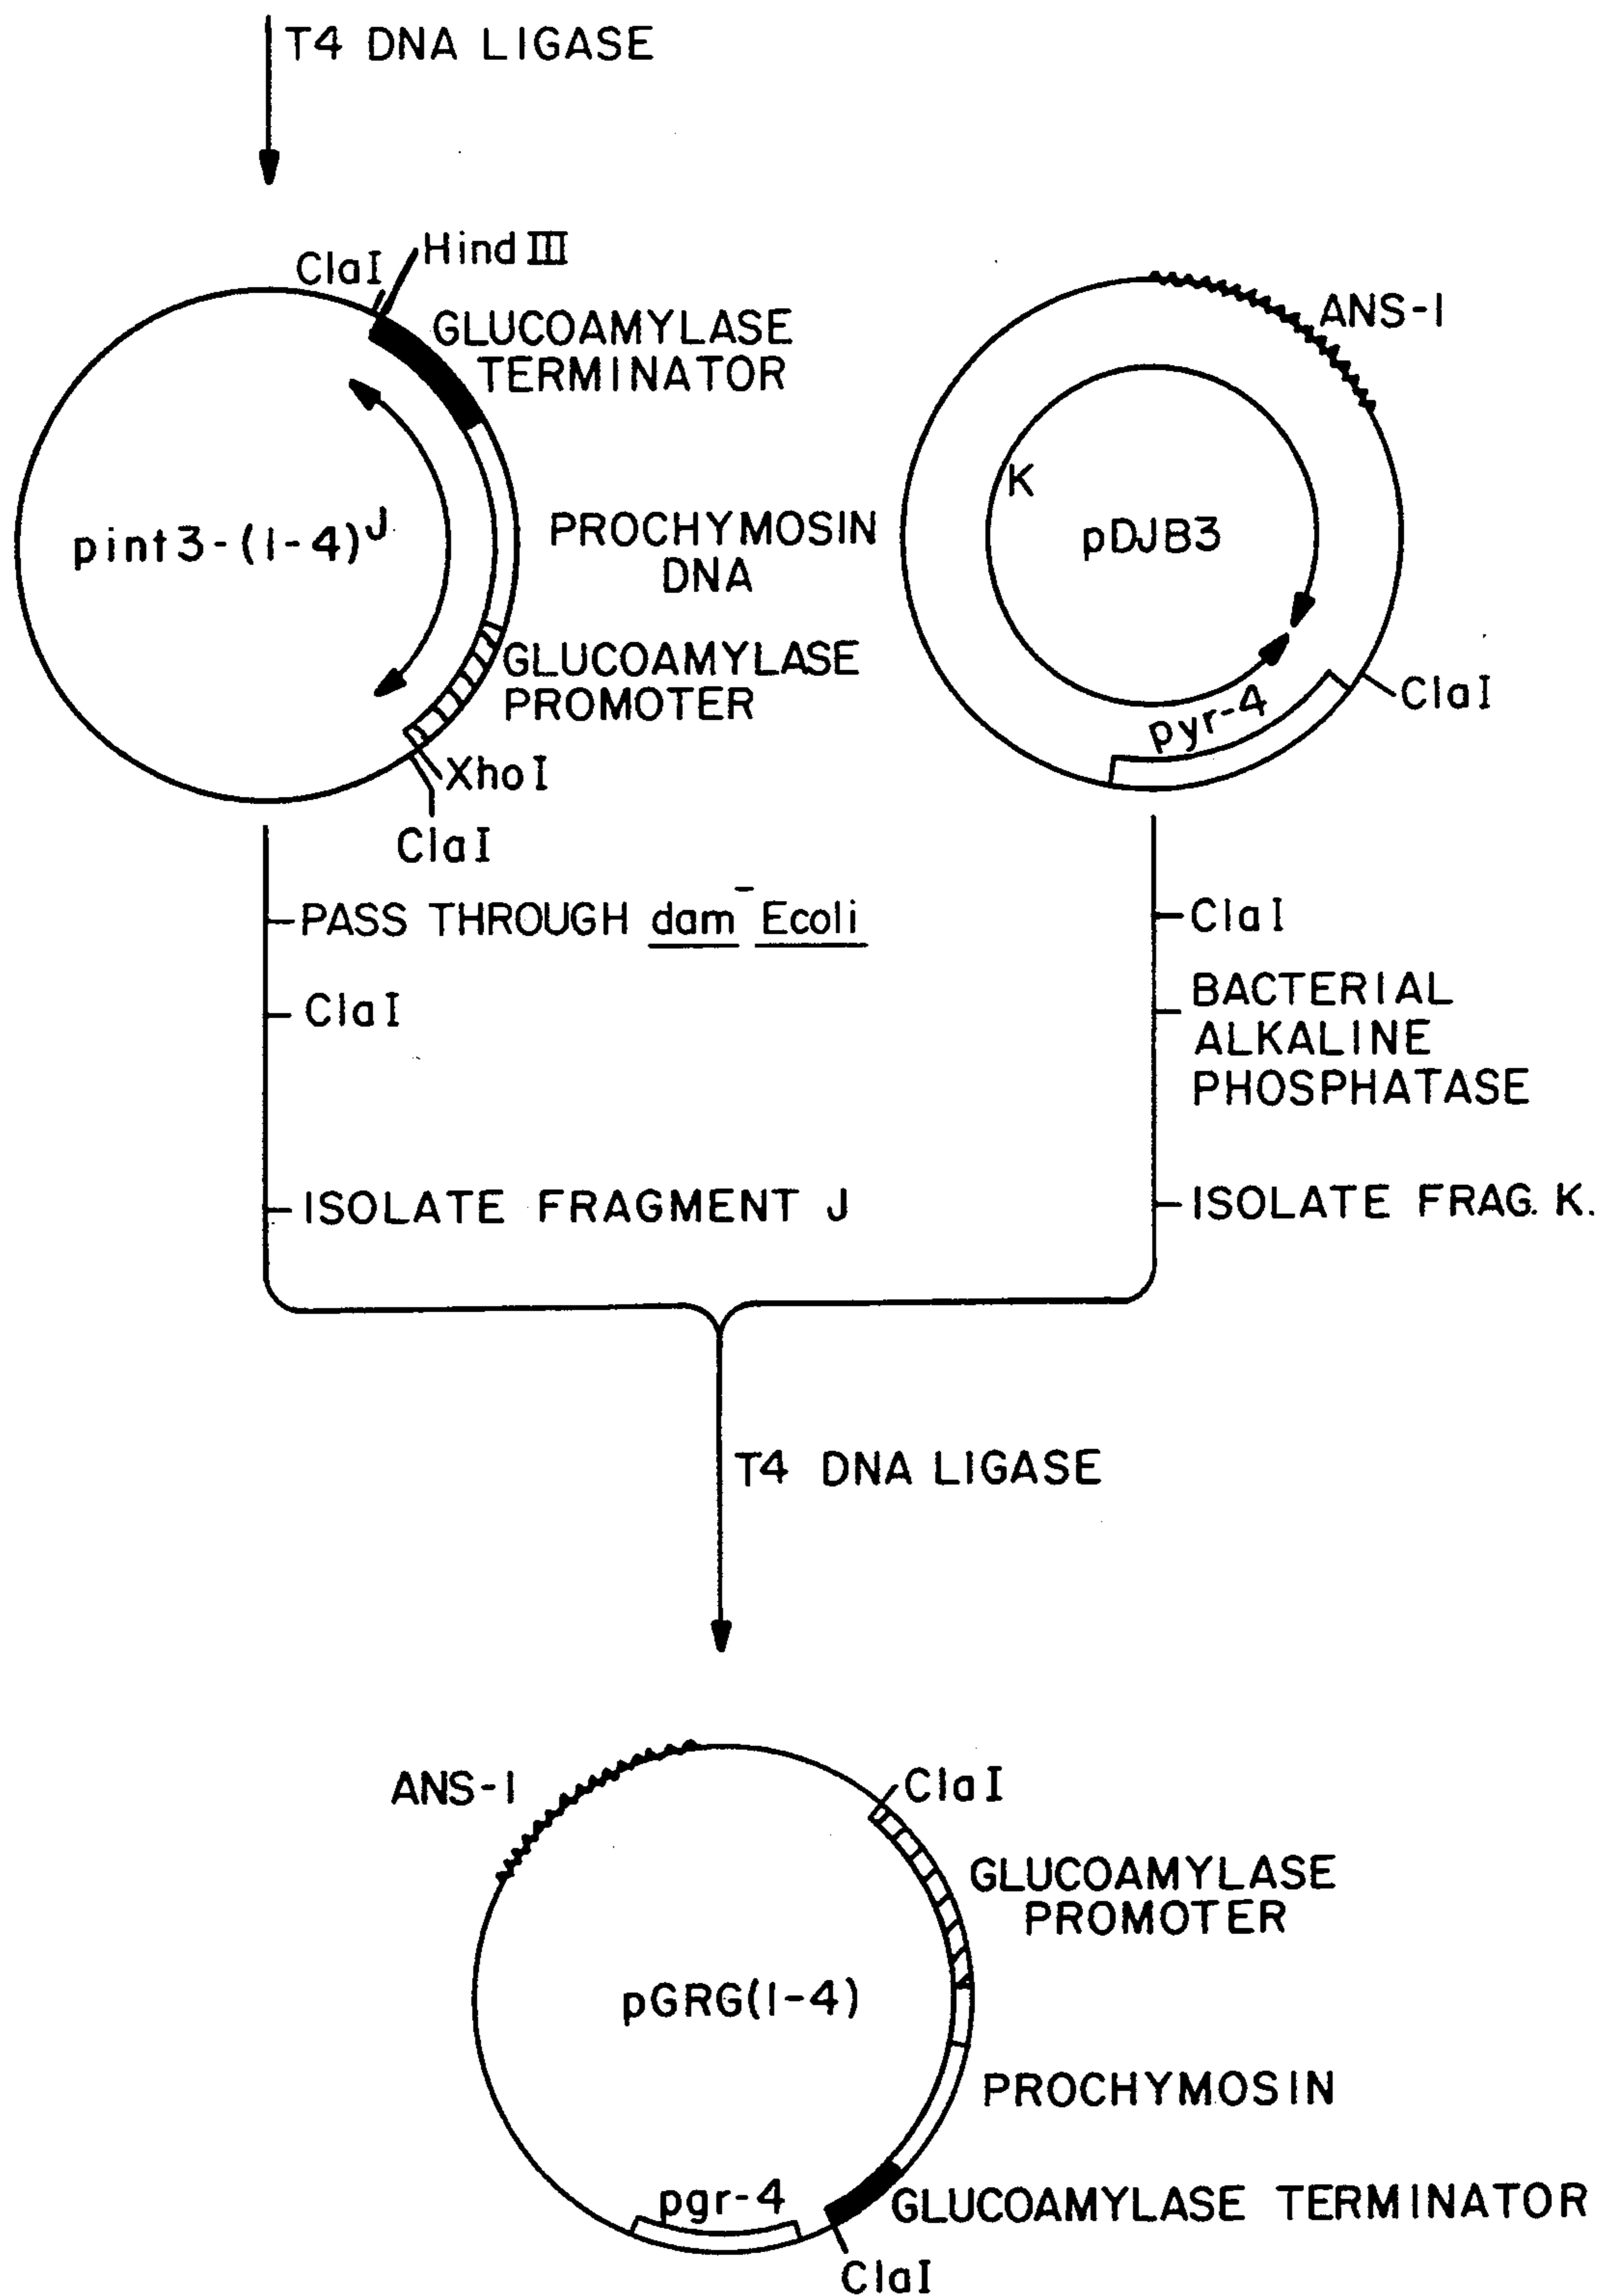 T4 DNA LIGASE
ClaI
Hind III
GLUCOAMYLASE
TERMINATOR
pint3-(1-4)J
PROCHYMOSIN
DNA
GLUCOAMYLASE
PROMOTER
XhoI
ClaI
ANS-1
K
pDJB3
pyr-4
ClaI
PASS THROUGH dam⁻ Ecoli
ClaI
ISOLATE FRAGMENT J
ClaI
BACTERIAL
ALKALINE
PHOSPHATASE
ISOLATE FRAG. K.
T4 DNA LIGASE
ANS-1
ClaI
GLUCOAMYLASE
PROMOTER
pGRG(1-4)
PROCHYMOSIN
pgr-4
GLUCOAMYLASE TERMINATOR
ClaI